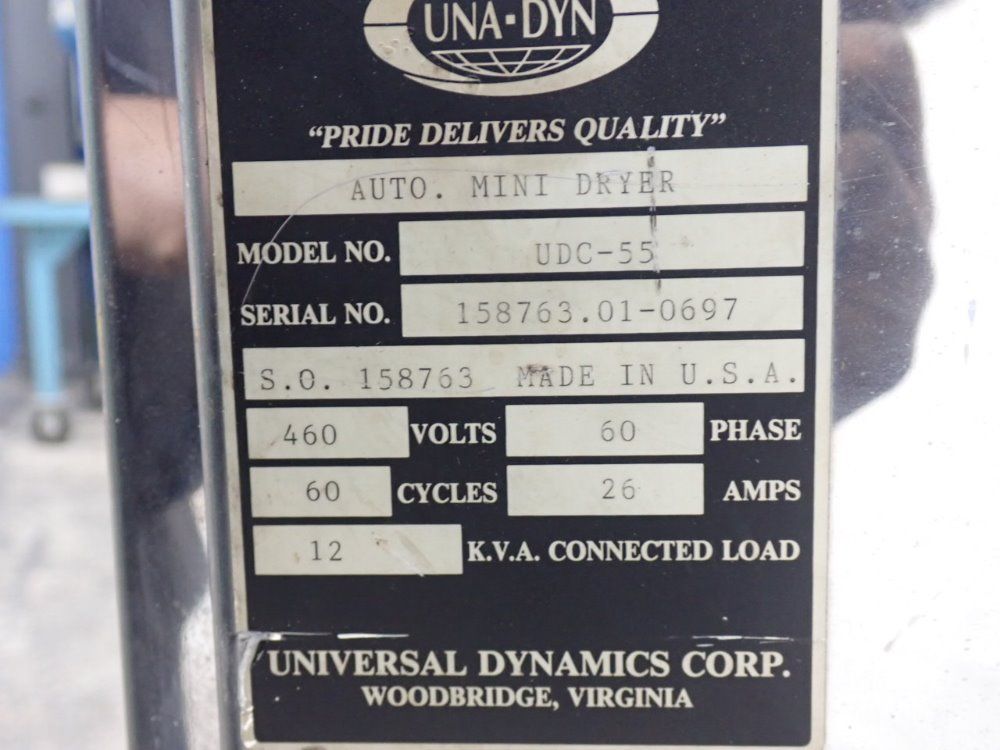 UNA-DYN
“PRIDE DELIVERS QUALITY”
AUTO. MINI DRYER
MODEL NO. UDC-55
SERIAL NO. 158763.01-0697
S.O. 158763 MADE IN U.S.A.
460 VOLTS 60 PHASE
60 CYCLES 26 AMPS
12 K.V.A. CONNECTED LOAD
UNIVERSAL DYNAMICS CORP.
WOODBRIDGE, VIRGINIA